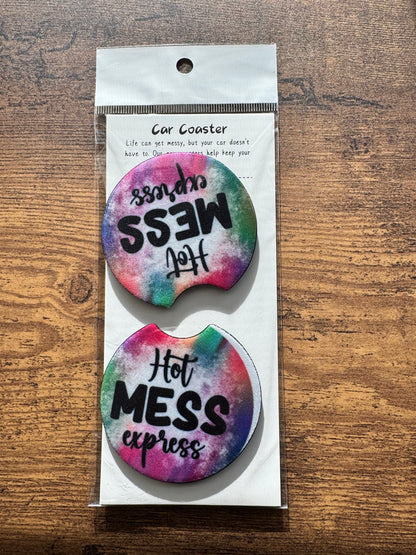 Car Coaster
Life can get messy, but your car doesn't
have to. Our help keep your
express
MESS
Hot
Hot
MESS
express